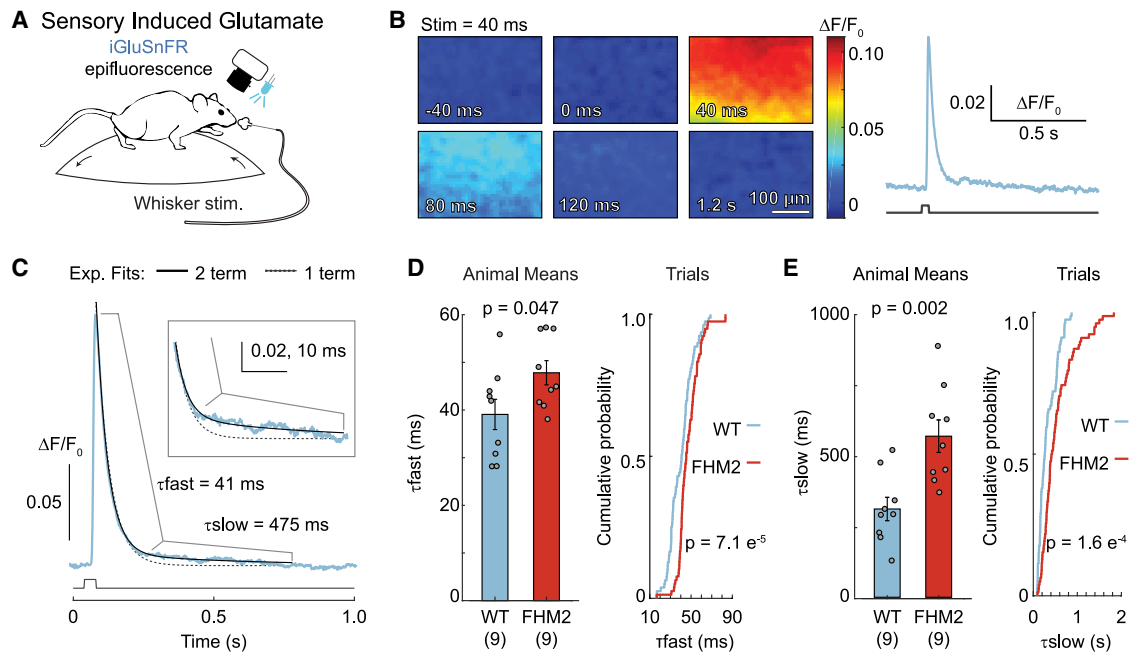 A Sensory Induced Glutamate
iGluSnFR
epifluorescence
Whisker stim.
B
Stim = 40 ms
-40 ms
0 ms
40 ms
80 ms
120 ms
1.2 s
100 µm
ΔF/F0
0.10
0.05
0
0.02
ΔF/F0
0.5 s
C
Exp. Fits:
2 term
1 term
0.02, 10 ms
ΔF/F0
0.05
τfast = 41 ms
τslow = 475 ms
0
0.5
1.0
Time (s)
D
Animal Means
p = 0.047
60
40
20
0
τfast (ms)
WT
(9)
FHM2
(9)
Trials
1.0
0.5
Cumulative probability
WT
FHM2
p = 7.1 e-5
10
50
90
τfast (ms)
E
Animal Means
p = 0.002
1000
500
0
τslow (ms)
WT
(9)
FHM2
(9)
Trials
1.0
0.5
Cumulative probability
p = 1.6 e-4
0
1
2
τslow (s)